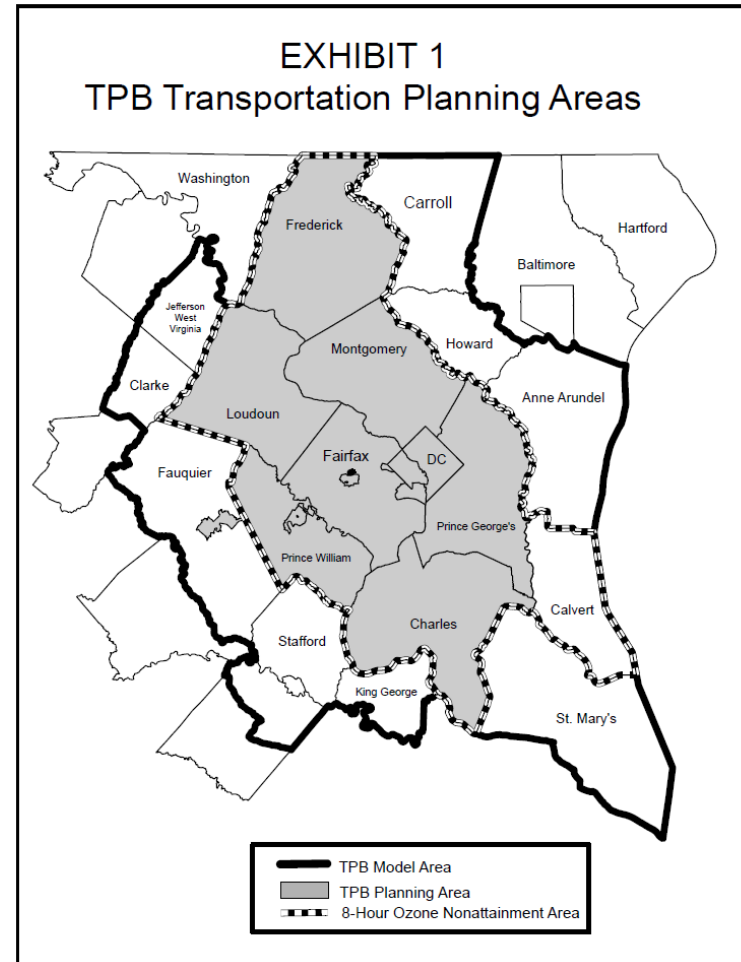 EXHIBIT 1
TPB Transportation Planning Areas
Washington
Carroll
Hartford
Frederick
Baltimore
Jefferson
West
Virginia
Howard
Montgomery
Clarke
Anne Arundel
Loudoun
Fairfax
DC
Fauquier
Prince George's
Prince William
Calvert
Charles
Stafford
King George
St. Mary's
TPB Model Area
TPB Planning Area
8-Hour Ozone Nonattainment Area